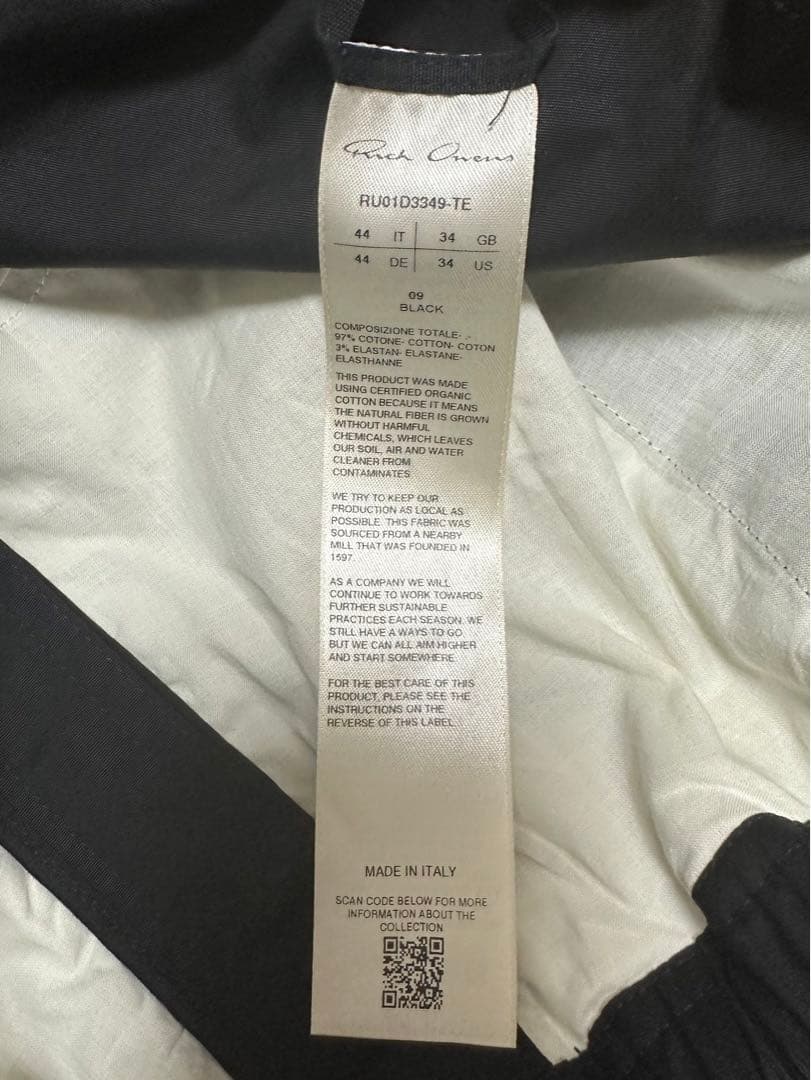 Rick Owens
RU01D3349-TE
44 IT 34 GB
44 DE 34 US
09
BLACK
COMPOSIZIONE TOTALE- .-
97% COTONE- COTTON- COTON
3% ELASTAN- ELASTANE-
ELASTHANNE
THIS PRODUCT WAS MADE
USING CERTIFIED ORGANIC
COTTON BECAUSE IT MEANS
THE NATURAL FIBER IS GROWN
WITHOUT HARMFUL
CHEMICALS, WHICH LEAVES
OUR SOIL, AIR AND WATER
CLEANER FROM
CONTAMINATES
WE TRY TO KEEP OUR
PRODUCTION AS LOCAL AS
POSSIBLE. THIS FABRIC WAS
SOURCED FROM A NEARBY
MILL THAT WAS FOUNDED IN
1597.
AS A COMPANY WE WILL
CONTINUE TO WORK TOWARDS
FURTHER SUSTAINABLE
PRACTICES EACH SEASON. WE
STILL HAVE A WAYS TO GO
BUT WE CAN ALL AIM HIGHER
AND START SOMEWHERE
FOR THE BEST CARE OF THIS
PRODUCT, PLEASE SEE THE
INSTRUCTIONS ON THE
REVERSE OF THIS LABEL.
MADE IN ITALY
SCAN CODE BELOW FOR MORE
INFORMATION ABOUT THE
COLLECTION